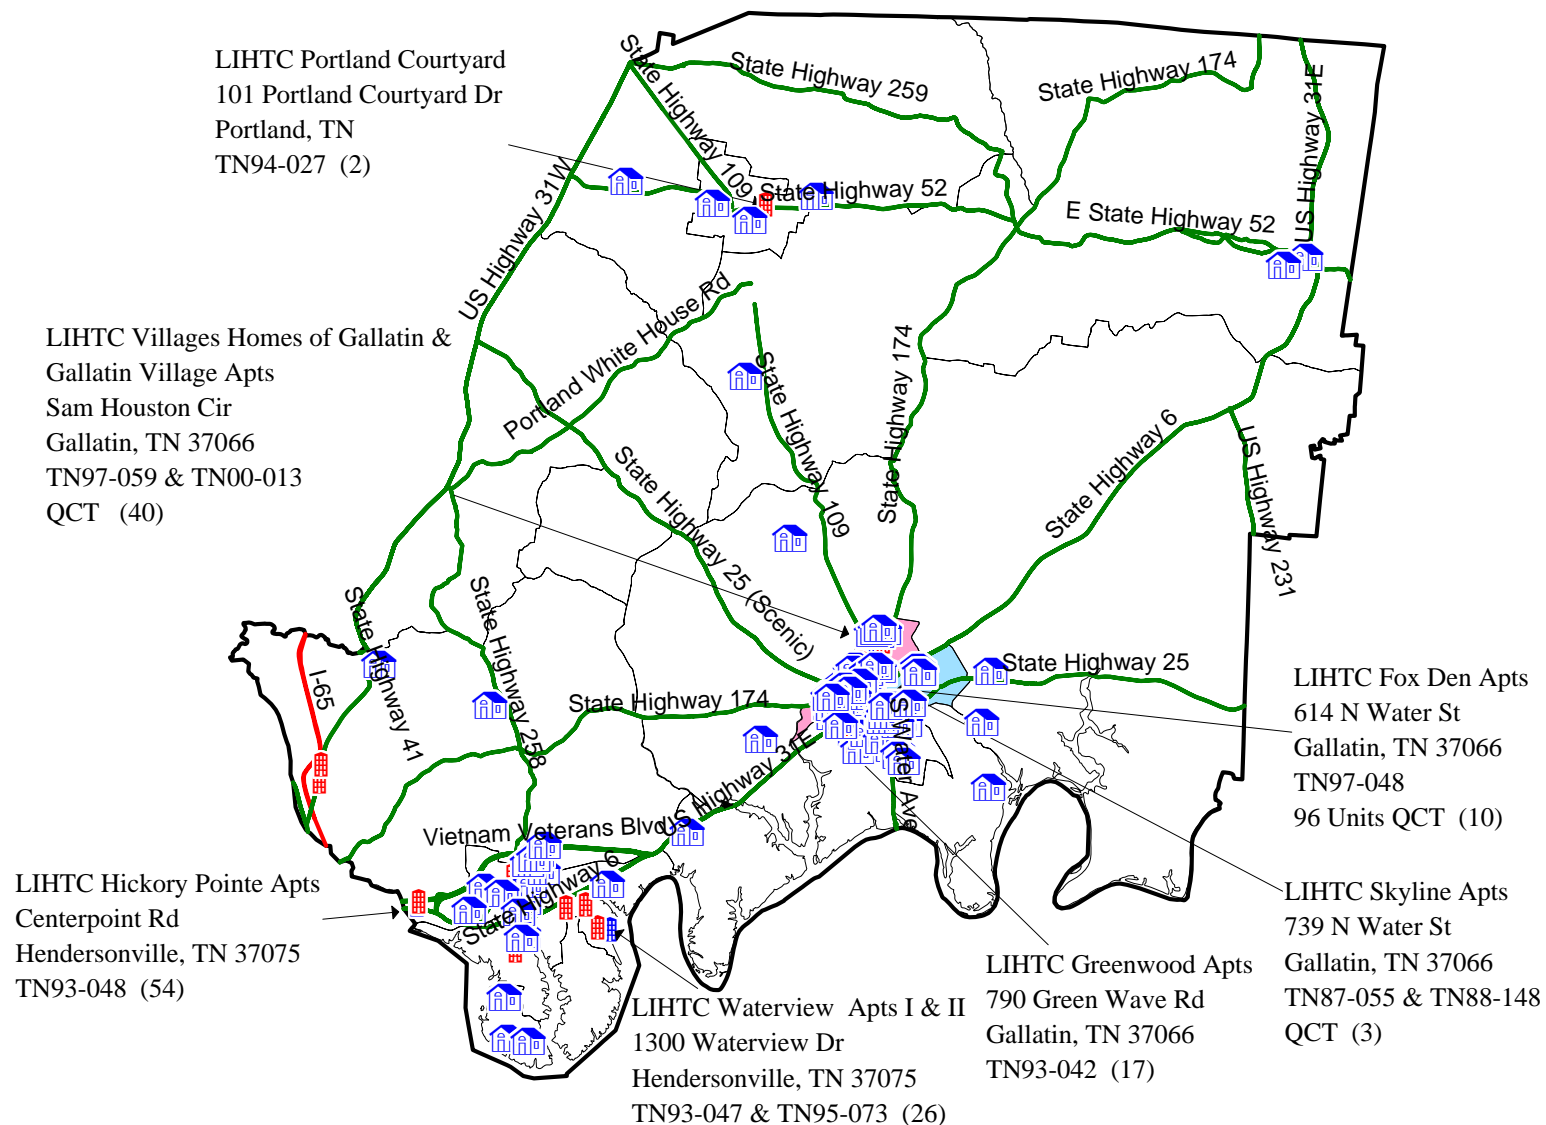 LIHTC Portland Courtyard
101 Portland Courtyard Dr
Portland, TN
TN94-027  (2)
State Highway 109
State Highway 259
State Highway 174
US Highway 31E
US Highway 31W
State Highway 52
E State Highway 52
LIHTC Villages Homes of Gallatin &
Gallatin Village Apts
Sam Houston Cir
Gallatin, TN 37066
TN97-059 & TN00-013
QCT   (40)
Portland White House Rd
State Highway 109
State Highway 174
State Highway 6
US Highway 231
State Highway 25 (Scenic)
State Highway 41
State Highway 258
I-65
State Highway 174
State Highway 25
US Highway 31E
S Water Ave
Vietnam Veterans Blvd
State Highway 6
LIHTC Fox Den Apts
614 N Water St
Gallatin, TN 37066
TN97-048
96 Units QCT  (10)
LIHTC Hickory Pointe Apts
Centerpoint Rd
Hendersonville, TN 37075
TN93-048  (54)
LIHTC Skyline Apts
739 N Water St
Gallatin, TN 37066
TN87-055 & TN88-148
QCT   (3)
LIHTC Greenwood Apts
790 Green Wave Rd
Gallatin, TN 37066
TN93-042  (17)
LIHTC Waterview  Apts I & II
1300 Waterview Dr
Hendersonville, TN 37075
TN93-047 & TN95-073  (26)